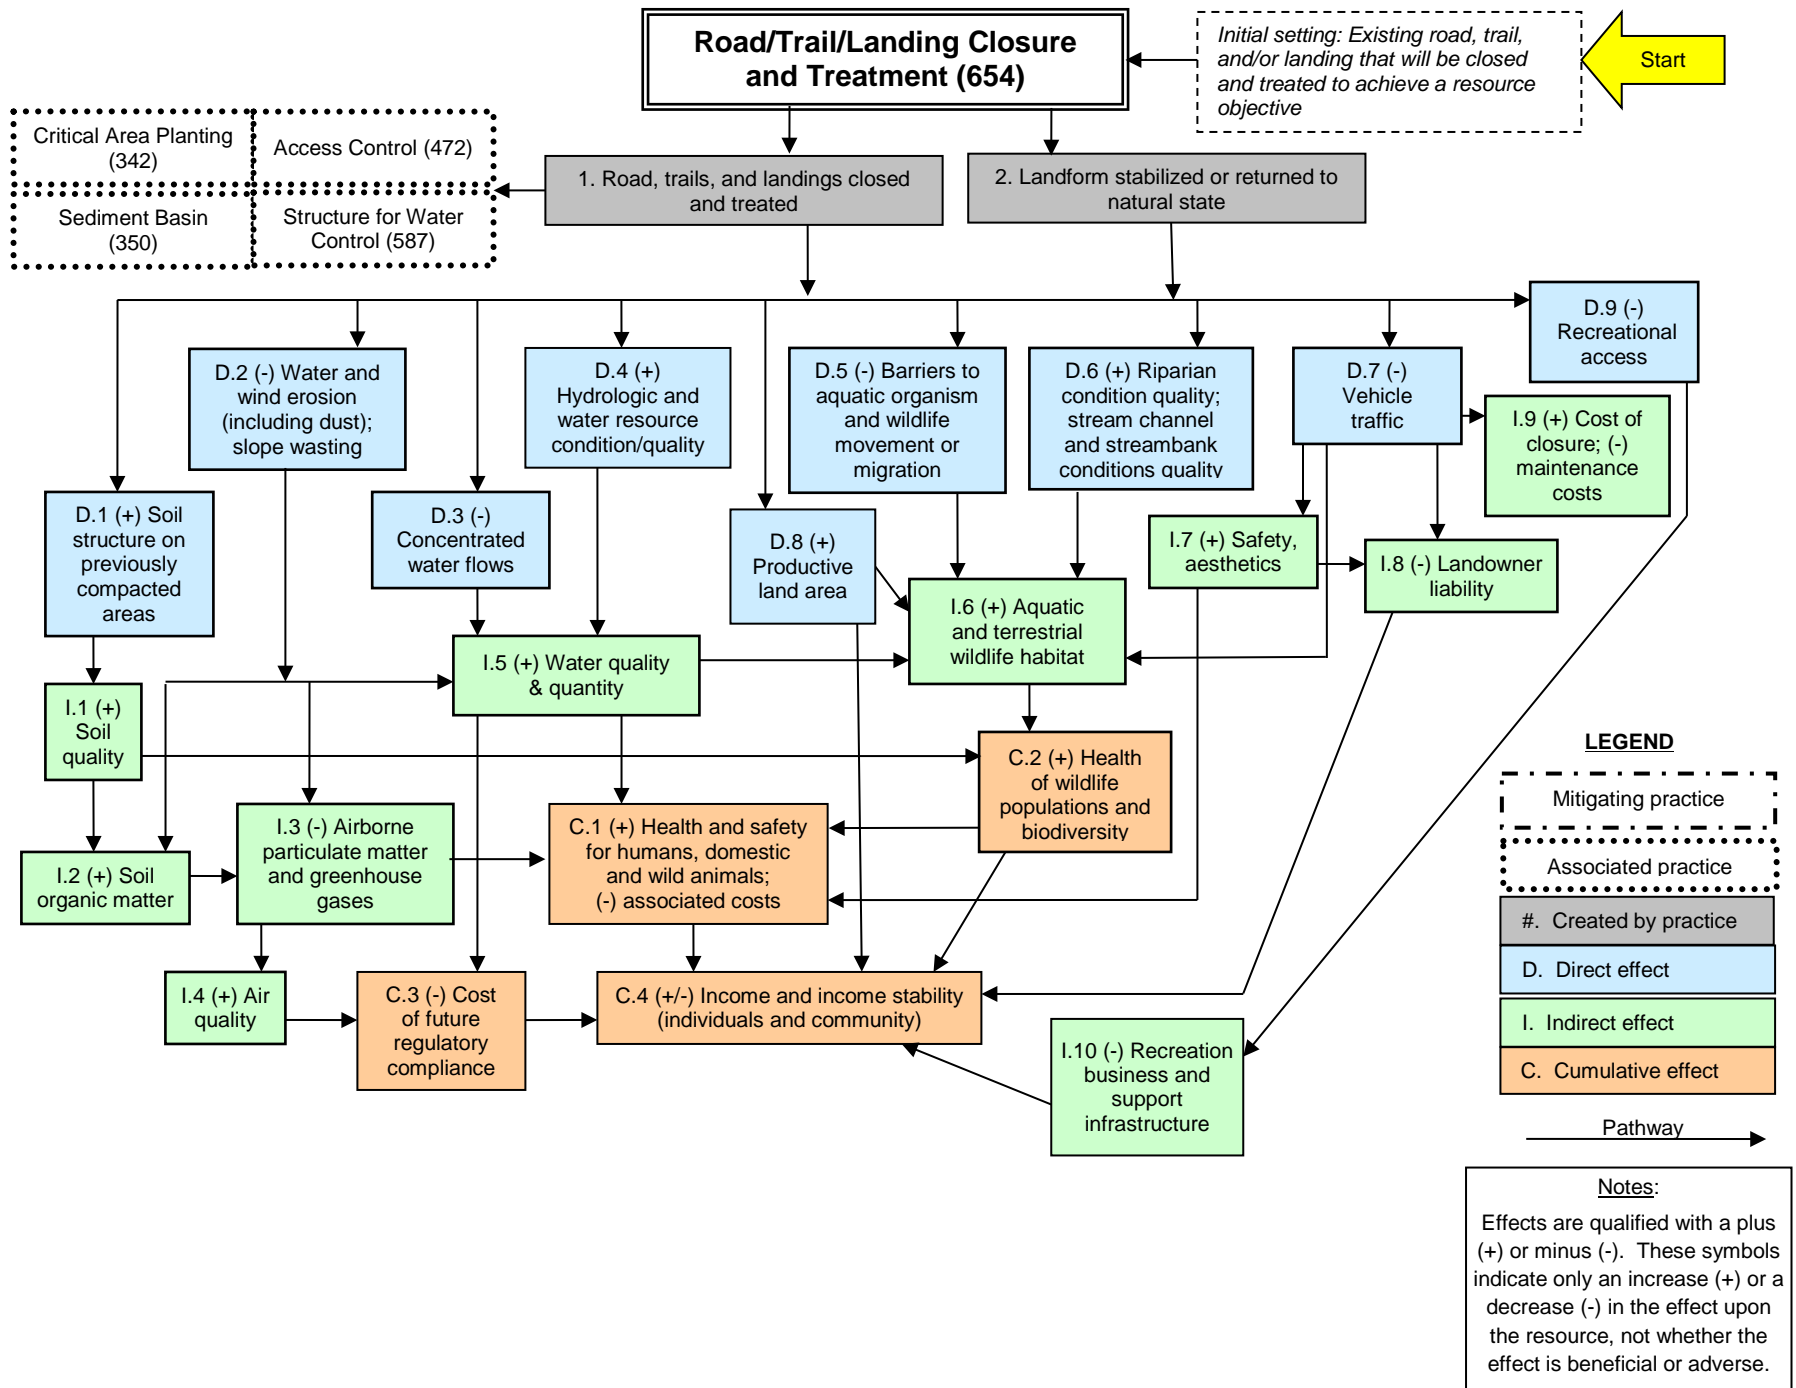 Road/Trail/Landing Closure
and Treatment (654)
Initial setting: Existing road, trail,
and/or landing that will be closed
and treated to achieve a resource
objective
Start
Critical Area Planting
(342)
Access Control (472)
Sediment Basin
(350)
Structure for Water
Control (587)
1. Road, trails, and landings closed
and treated
2. Landform stabilized or returned to
natural state
D.9 (-)
Recreational
access
D.2 (-) Water and
wind erosion
(including dust);
slope wasting
D.4 (+)
Hydrologic and
water resource
condition/quality
D.5 (-) Barriers to
aquatic organism
and wildlife
movement or
migration
D.6 (+) Riparian
condition quality;
stream channel
and streambank
conditions quality
D.7 (-)
Vehicle
traffic
I.9 (+) Cost of
closure; (-)
maintenance
costs
D.1 (+) Soil
structure on
previously
compacted
areas
D.3 (-)
Concentrated
water flows
D.8 (+)
Productive
land area
I.7 (+) Safety,
aesthetics
I.8 (-) Landowner
liability
I.6 (+) Aquatic
and terrestrial
wildlife habitat
I.5 (+) Water quality
& quantity
I.1 (+)
Soil
quality
C.2 (+) Health
of wildlife
populations and
biodiversity
I.2 (+) Soil
organic matter
I.3 (-) Airborne
particulate matter
and greenhouse
gases
C.1 (+) Health and safety
for humans, domestic
and wild animals;
(-) associated costs
I.4 (+) Air
quality
C.3 (-) Cost
of future
regulatory
compliance
C.4 (+/-) Income and income stability
(individuals and community)
I.10 (-) Recreation
business and
support
infrastructure
LEGEND
Mitigating practice
Associated practice
#. Created by practice
D. Direct effect
I. Indirect effect
C. Cumulative effect
Pathway
Notes:
Effects are qualified with a plus
(+) or minus (-). These symbols
indicate only an increase (+) or a
decrease (-) in the effect upon
the resource, not whether the
effect is beneficial or adverse.